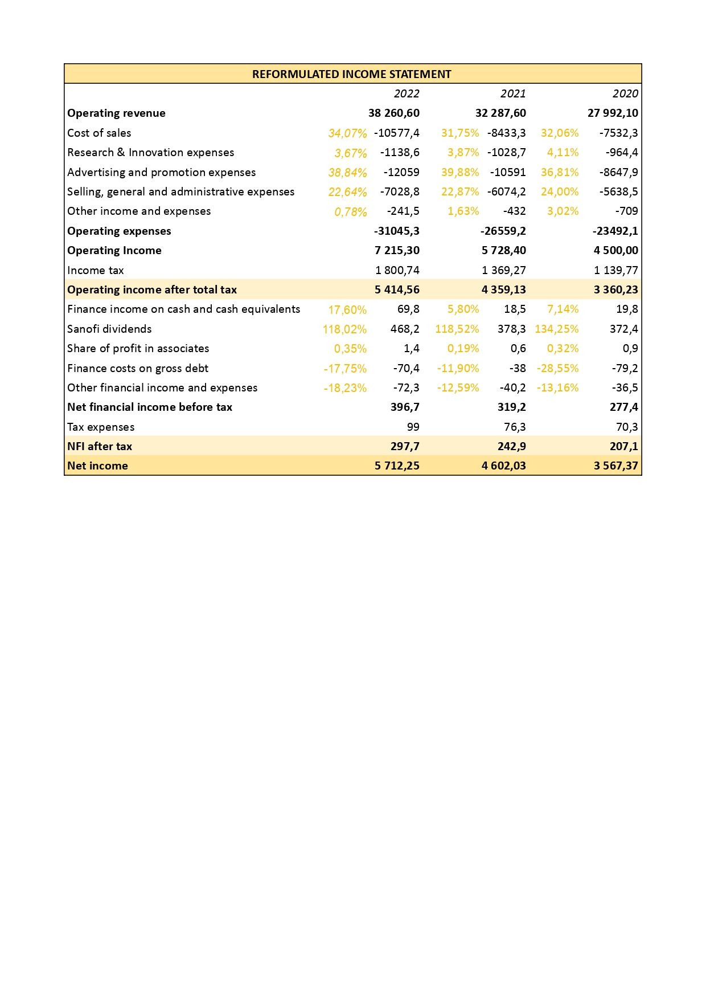 REFORMULATED INCOME STATEMENT
2022 2021 2020
Operating revenue 38 260,60 32 287,60 27 992,10
Cost of sales 34,07% -10577,4 31,75% -8433,3 32,06% -7532,3
Research & Innovation expenses 3,67% -1138,6 3,87% -1028,7 4,11% -964,4
Advertising and promotion expenses 38,84% -12059 39,88% -10591 36,81% -8647,9
Selling, general and administrative expenses 22,64% -7028,8 22,87% -6074,2 24,00% -5638,5
Other income and expenses 0,78% -241,5 1,63% -432 3,02% -709
Operating expenses -31045,3 -26559,2 -23492,1
Operating Income 7 215,30 5 728,40 4 500,00
Income tax 1 800,74 1 369,27 1 139,77
Operating income after total tax 5 414,56 4 359,13 3 360,23
Finance income on cash and cash equivalents 17,60% 69,8 5,80% 18,5 7,14% 19,8
Sanofi dividends 118,02% 468,2 118,52% 378,3 134,25% 372,4
Share of profit in associates 0,35% 1,4 0,19% 0,6 0,32% 0,9
Finance costs on gross debt -17,75% -70,4 -11,90% -38 -28,55% -79,2
Other financial income and expenses -18,23% -72,3 -12,59% -40,2 -13,16% -36,5
Net financial income before tax 396,7 319,2 277,4
Tax expenses 99 76,3 70,3
NFI after tax 297,7 242,9 207,1
Net income 5 712,25 4 602,03 3 567,37